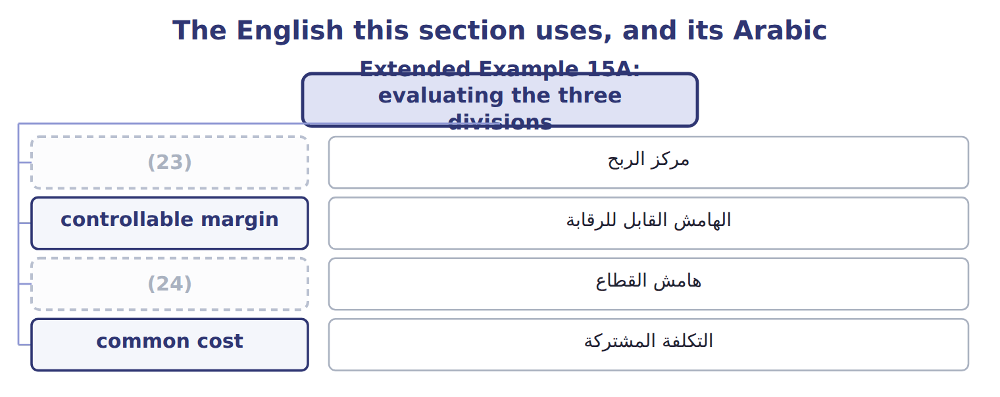 The English this section uses, and its Arabic
Extended Example 15A:
evaluating the three
divisions
(23)
مركز الربح
controllable margin
الهامش القابل للرقابة
(24)
هامش القطاع
common cost
التكلفة المشتركة